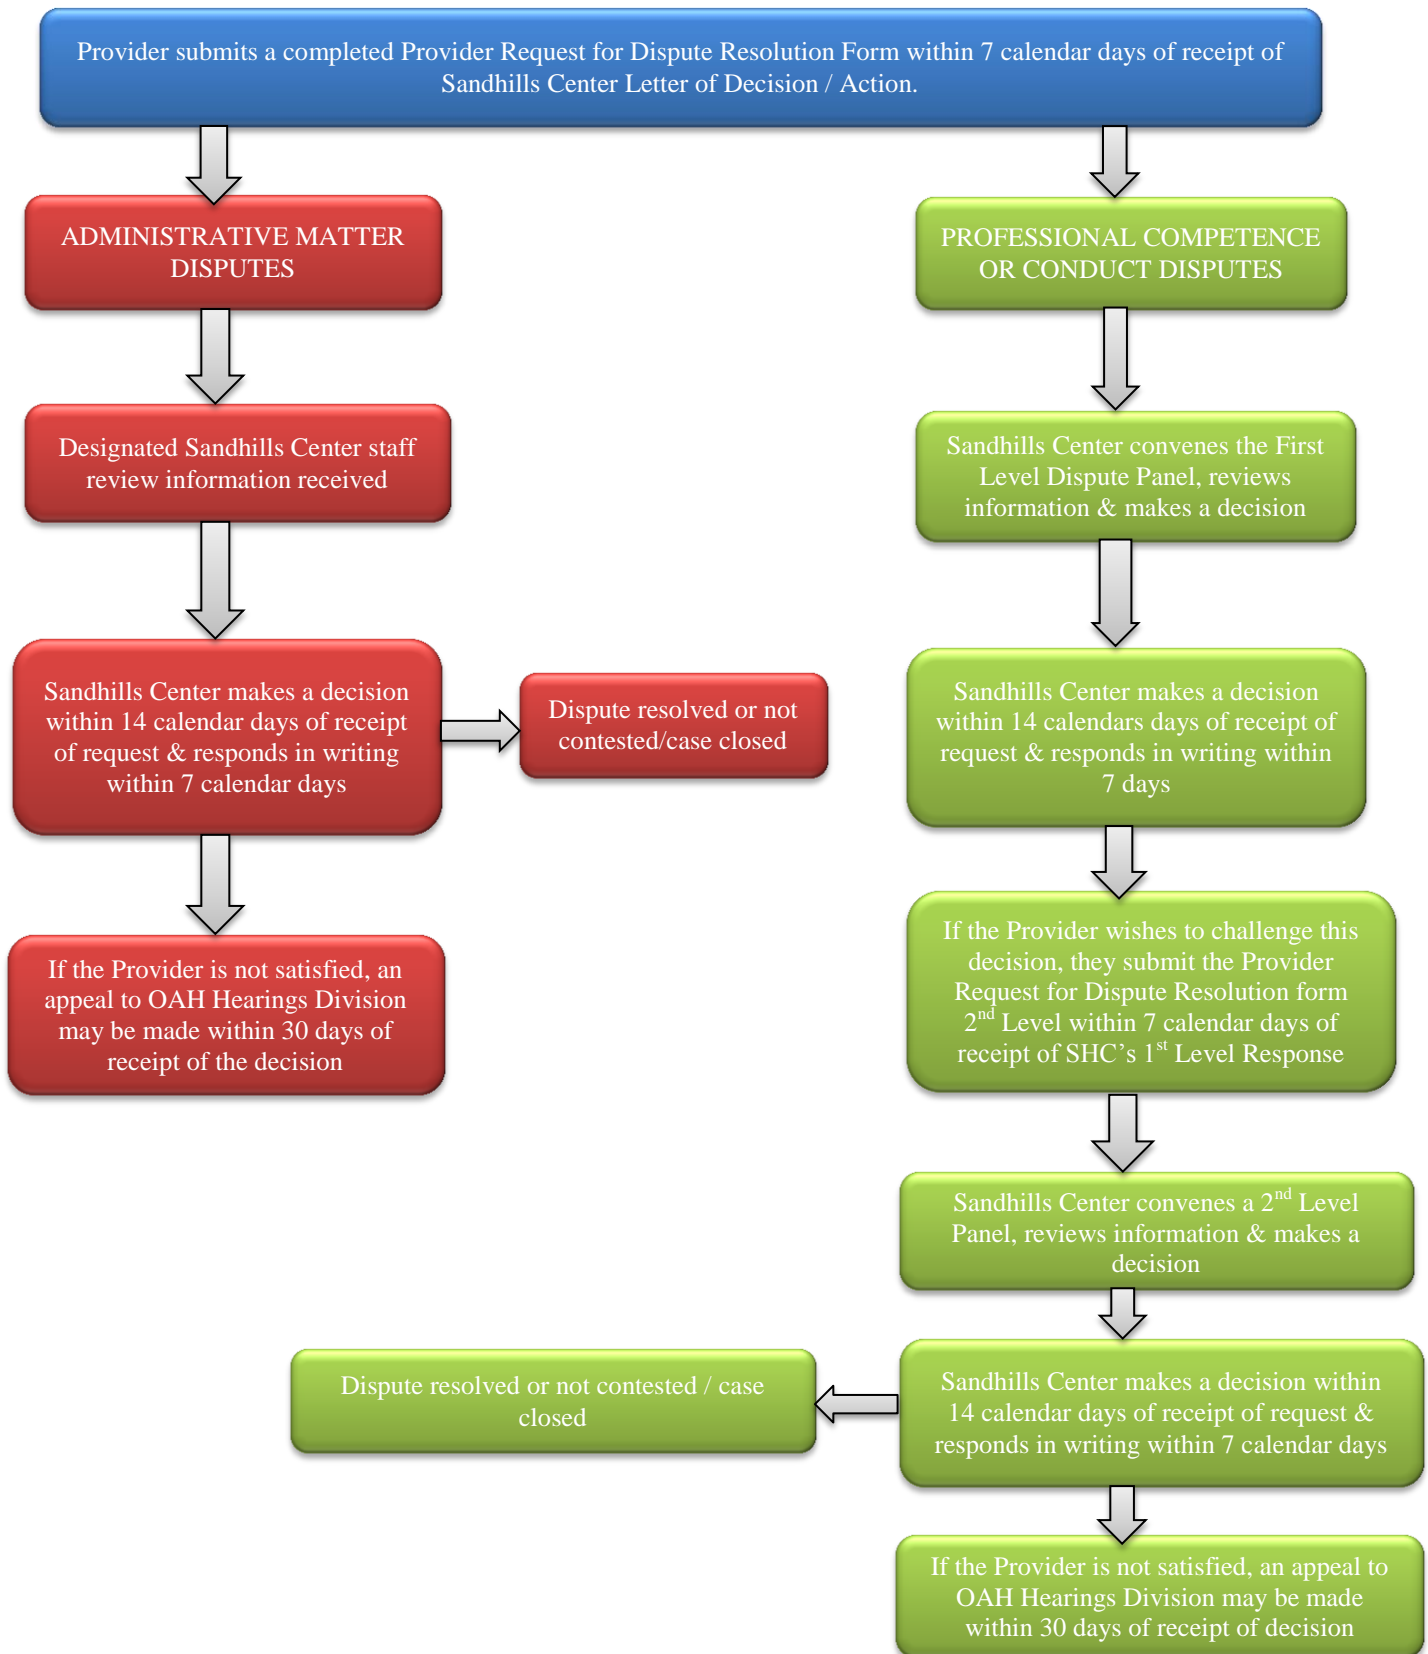 Provider submits a completed Provider Request for Dispute Resolution Form within 7 calendar days of receipt of
Sandhills Center Letter of Decision / Action.
ADMINISTRATIVE MATTER
DISPUTES
Designated Sandhills Center staff
review information received
Sandhills Center makes a decision
within 14 calendar days of receipt
of request & responds in writing
within 7 calendar days
Dispute resolved or not
contested/case closed
If the Provider is not satisfied, an
appeal to OAH Hearings Division
may be made within 30 days of
receipt of the decision
PROFESSIONAL COMPETENCE
OR CONDUCT DISPUTES
Sandhills Center convenes the First
Level Dispute Panel, reviews
information & makes a decision
Sandhills Center makes a decision
within 14 calendars days of receipt of
request & responds in writing within
7 days
If the Provider wishes to challenge this
decision, they submit the Provider
Request for Dispute Resolution form
2nd Level within 7 calendar days of
receipt of SHC’s 1st Level Response
Sandhills Center convenes a 2nd Level
Panel, reviews information & makes a
decision
Sandhills Center makes a decision within
14 calendar days of receipt of request &
responds in writing within 7 calendar days
Dispute resolved or not contested / case
closed
If the Provider is not satisfied, an appeal to
OAH Hearings Division may be made
within 30 days of receipt of decision